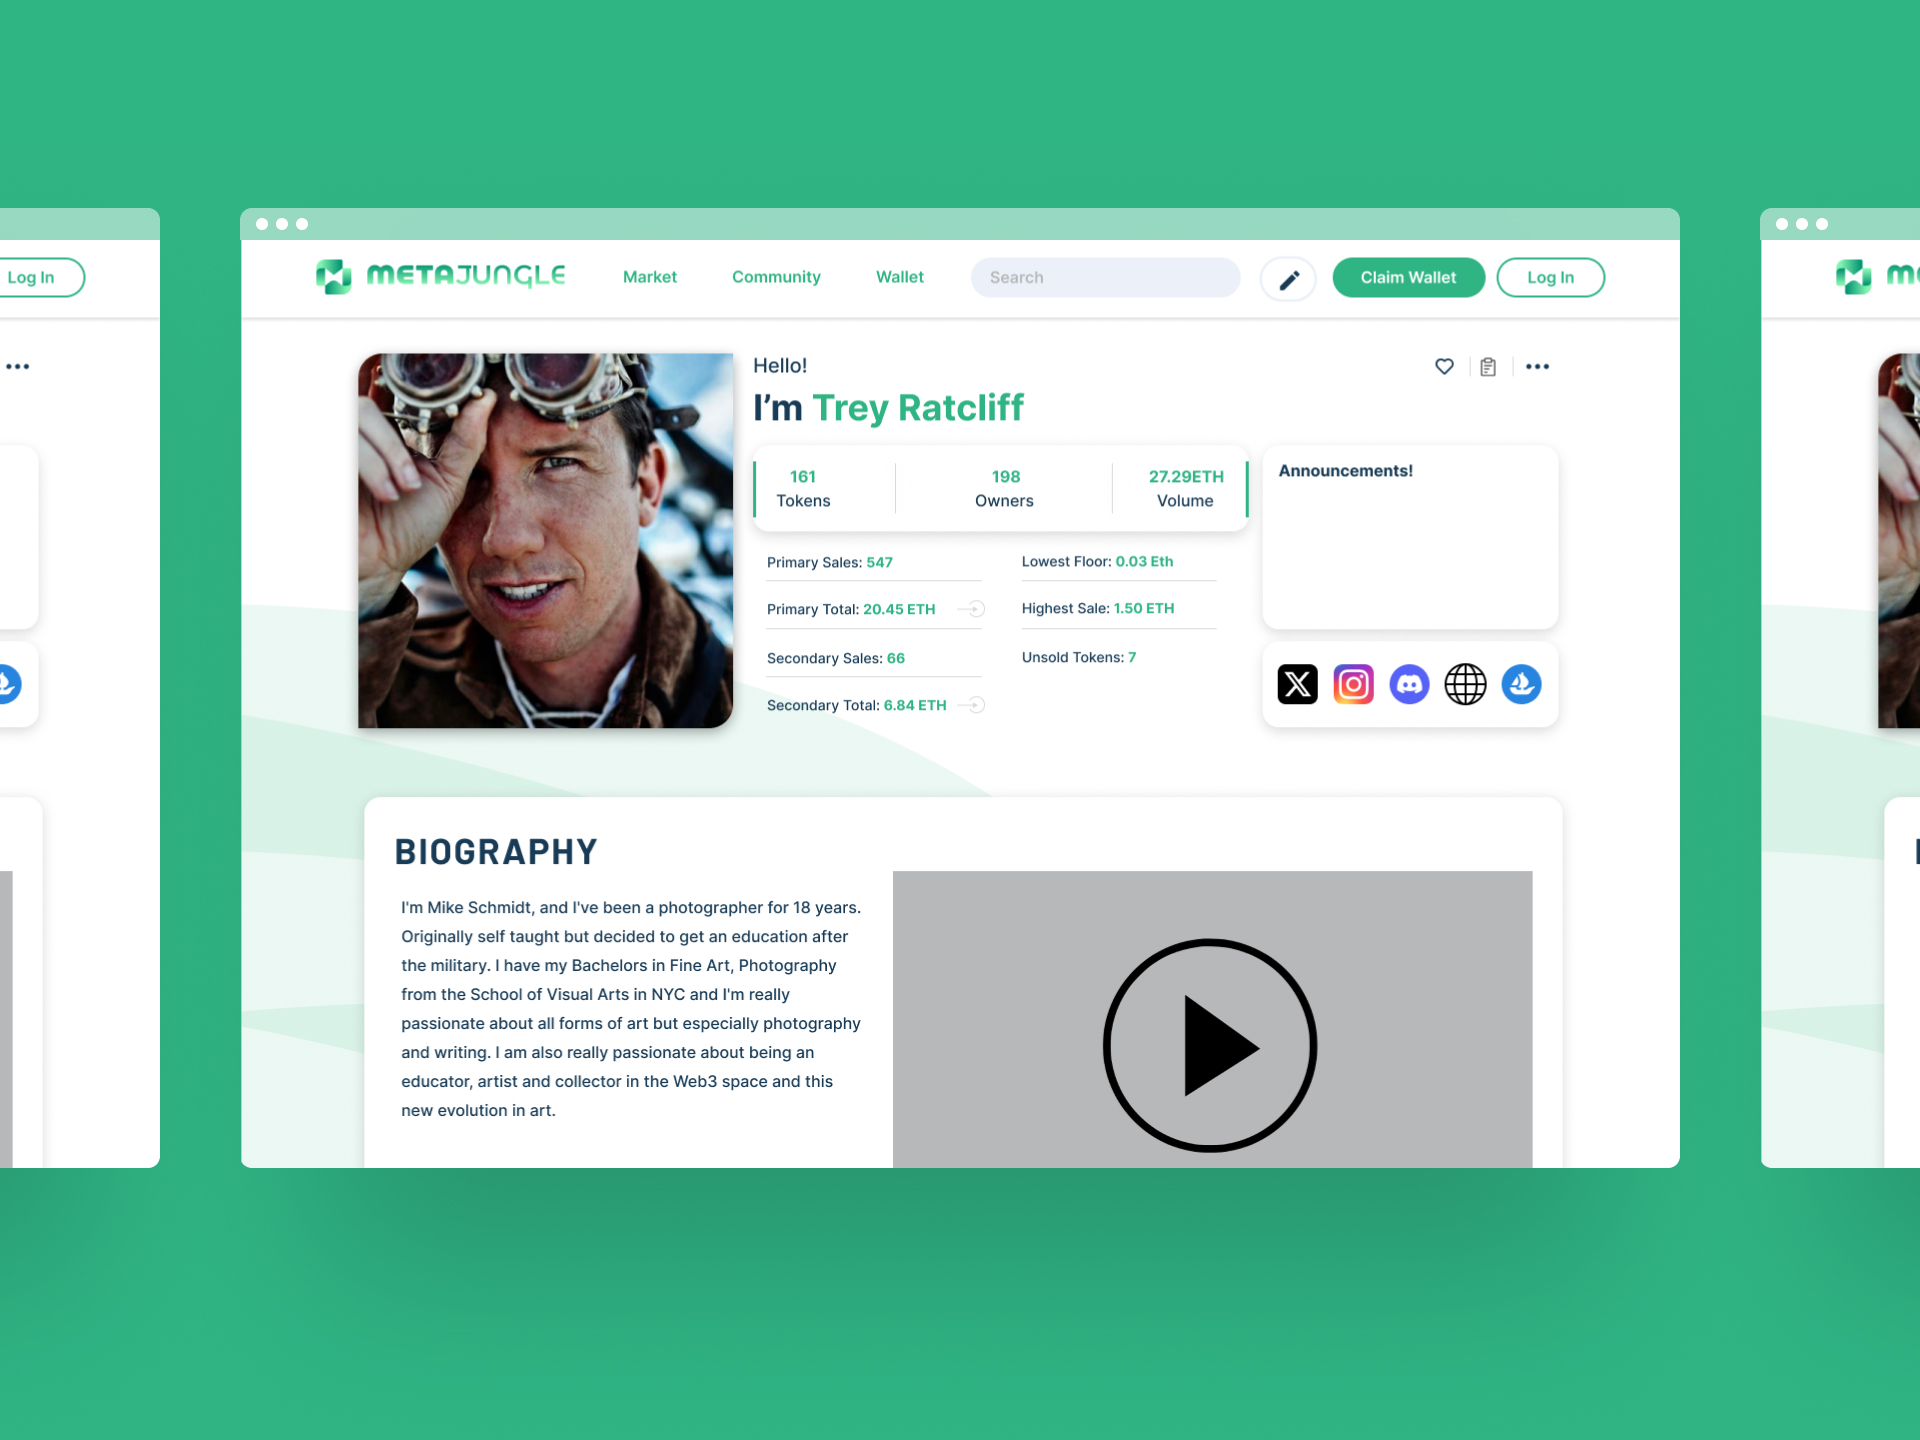 METAJUNGLE
Market
Community
Wallet
Search
Claim Wallet
Log In
Log In
Hello!
I’m Trey Ratcliff
161
Tokens
198
Owners
27.29ETH
Volume
Announcements!
Primary Sales: 547
Lowest Floor: 0.03 Eth
Primary Total: 20.45 ETH
Highest Sale: 1.50 ETH
Secondary Sales: 66
Unsold Tokens: 7
Secondary Total: 6.84 ETH
BIOGRAPHY
I'm Mike Schmidt, and I've been a photographer for 18 years.
Originally self taught but decided to get an education after
the military. I have my Bachelors in Fine Art, Photography
from the School of Visual Arts in NYC and I'm really
passionate about all forms of art but especially photography
and writing. I am also really passionate about being an
educator, artist and collector in the Web3 space and this
new evolution in art.